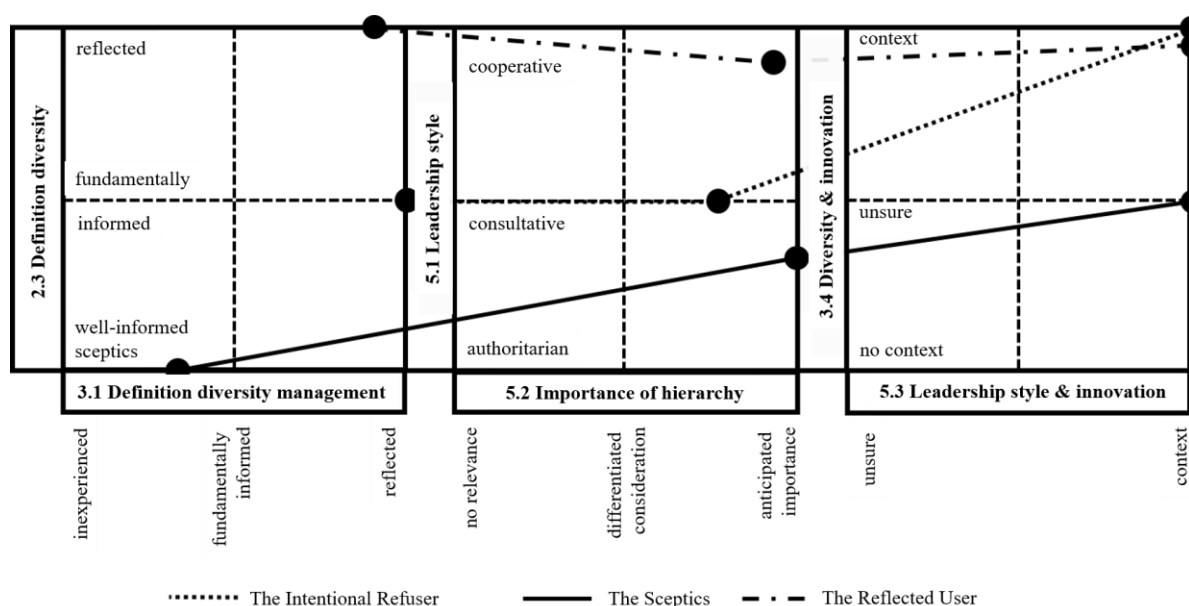 2.3 Definition diversity
reflected
fundamentally
informed
well-informed
sceptics
3.1 Definition diversity management
inexperienced
fundamentally
informed
reflected
5.1 Leadership style
cooperative
consultative
authoritarian
5.2 Importance of hierarchy
no relevance
differentiated
consideration
anticipated
importance
3.4 Diversity & innovation
context
unsure
no context
5.3 Leadership style & innovation
unsure
context
The Intentional Refuser
The Sceptics
The Reflected User